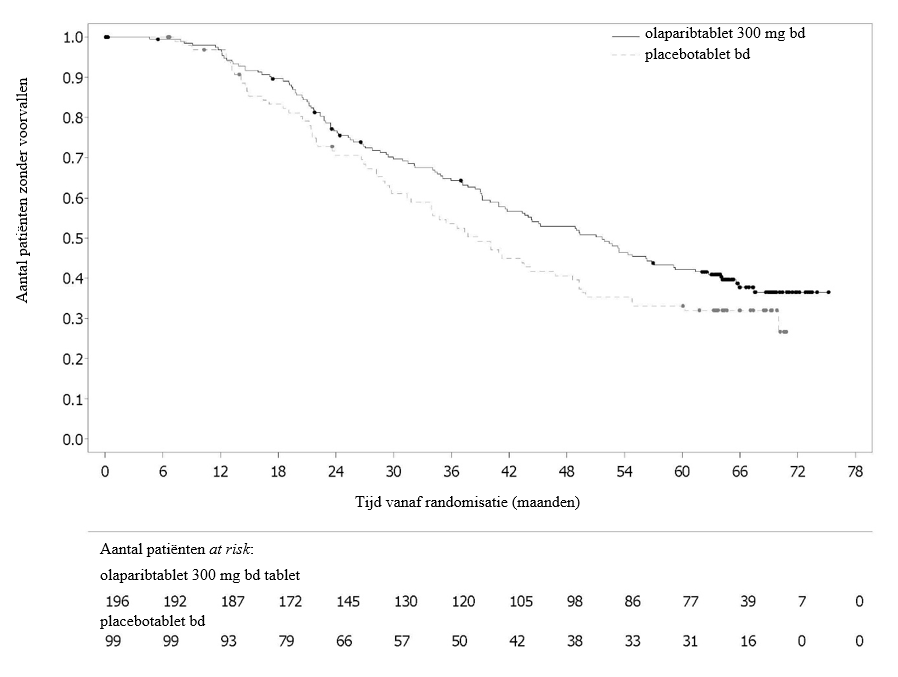 olaparibtablet 300 mg bd
placebotablet bd
Aantal patiënten zonder voorvallen
1.0
0.9
0.8
0.7
0.6
0.5
0.4
0.3
0.2
0.1
0.0
0 6 12 18 24 30 36 42 48 54 60 66 72 78
Tijd vanaf randomisatie (maanden)
Aantal patiënten at risk:
olaparibtablet 300 mg bd tablet
196 192 187 172 145 130 120 105 98 86 77 39 7 0
placebotablet bd
99 99 93 79 66 57 50 42 38 33 31 16 0 0